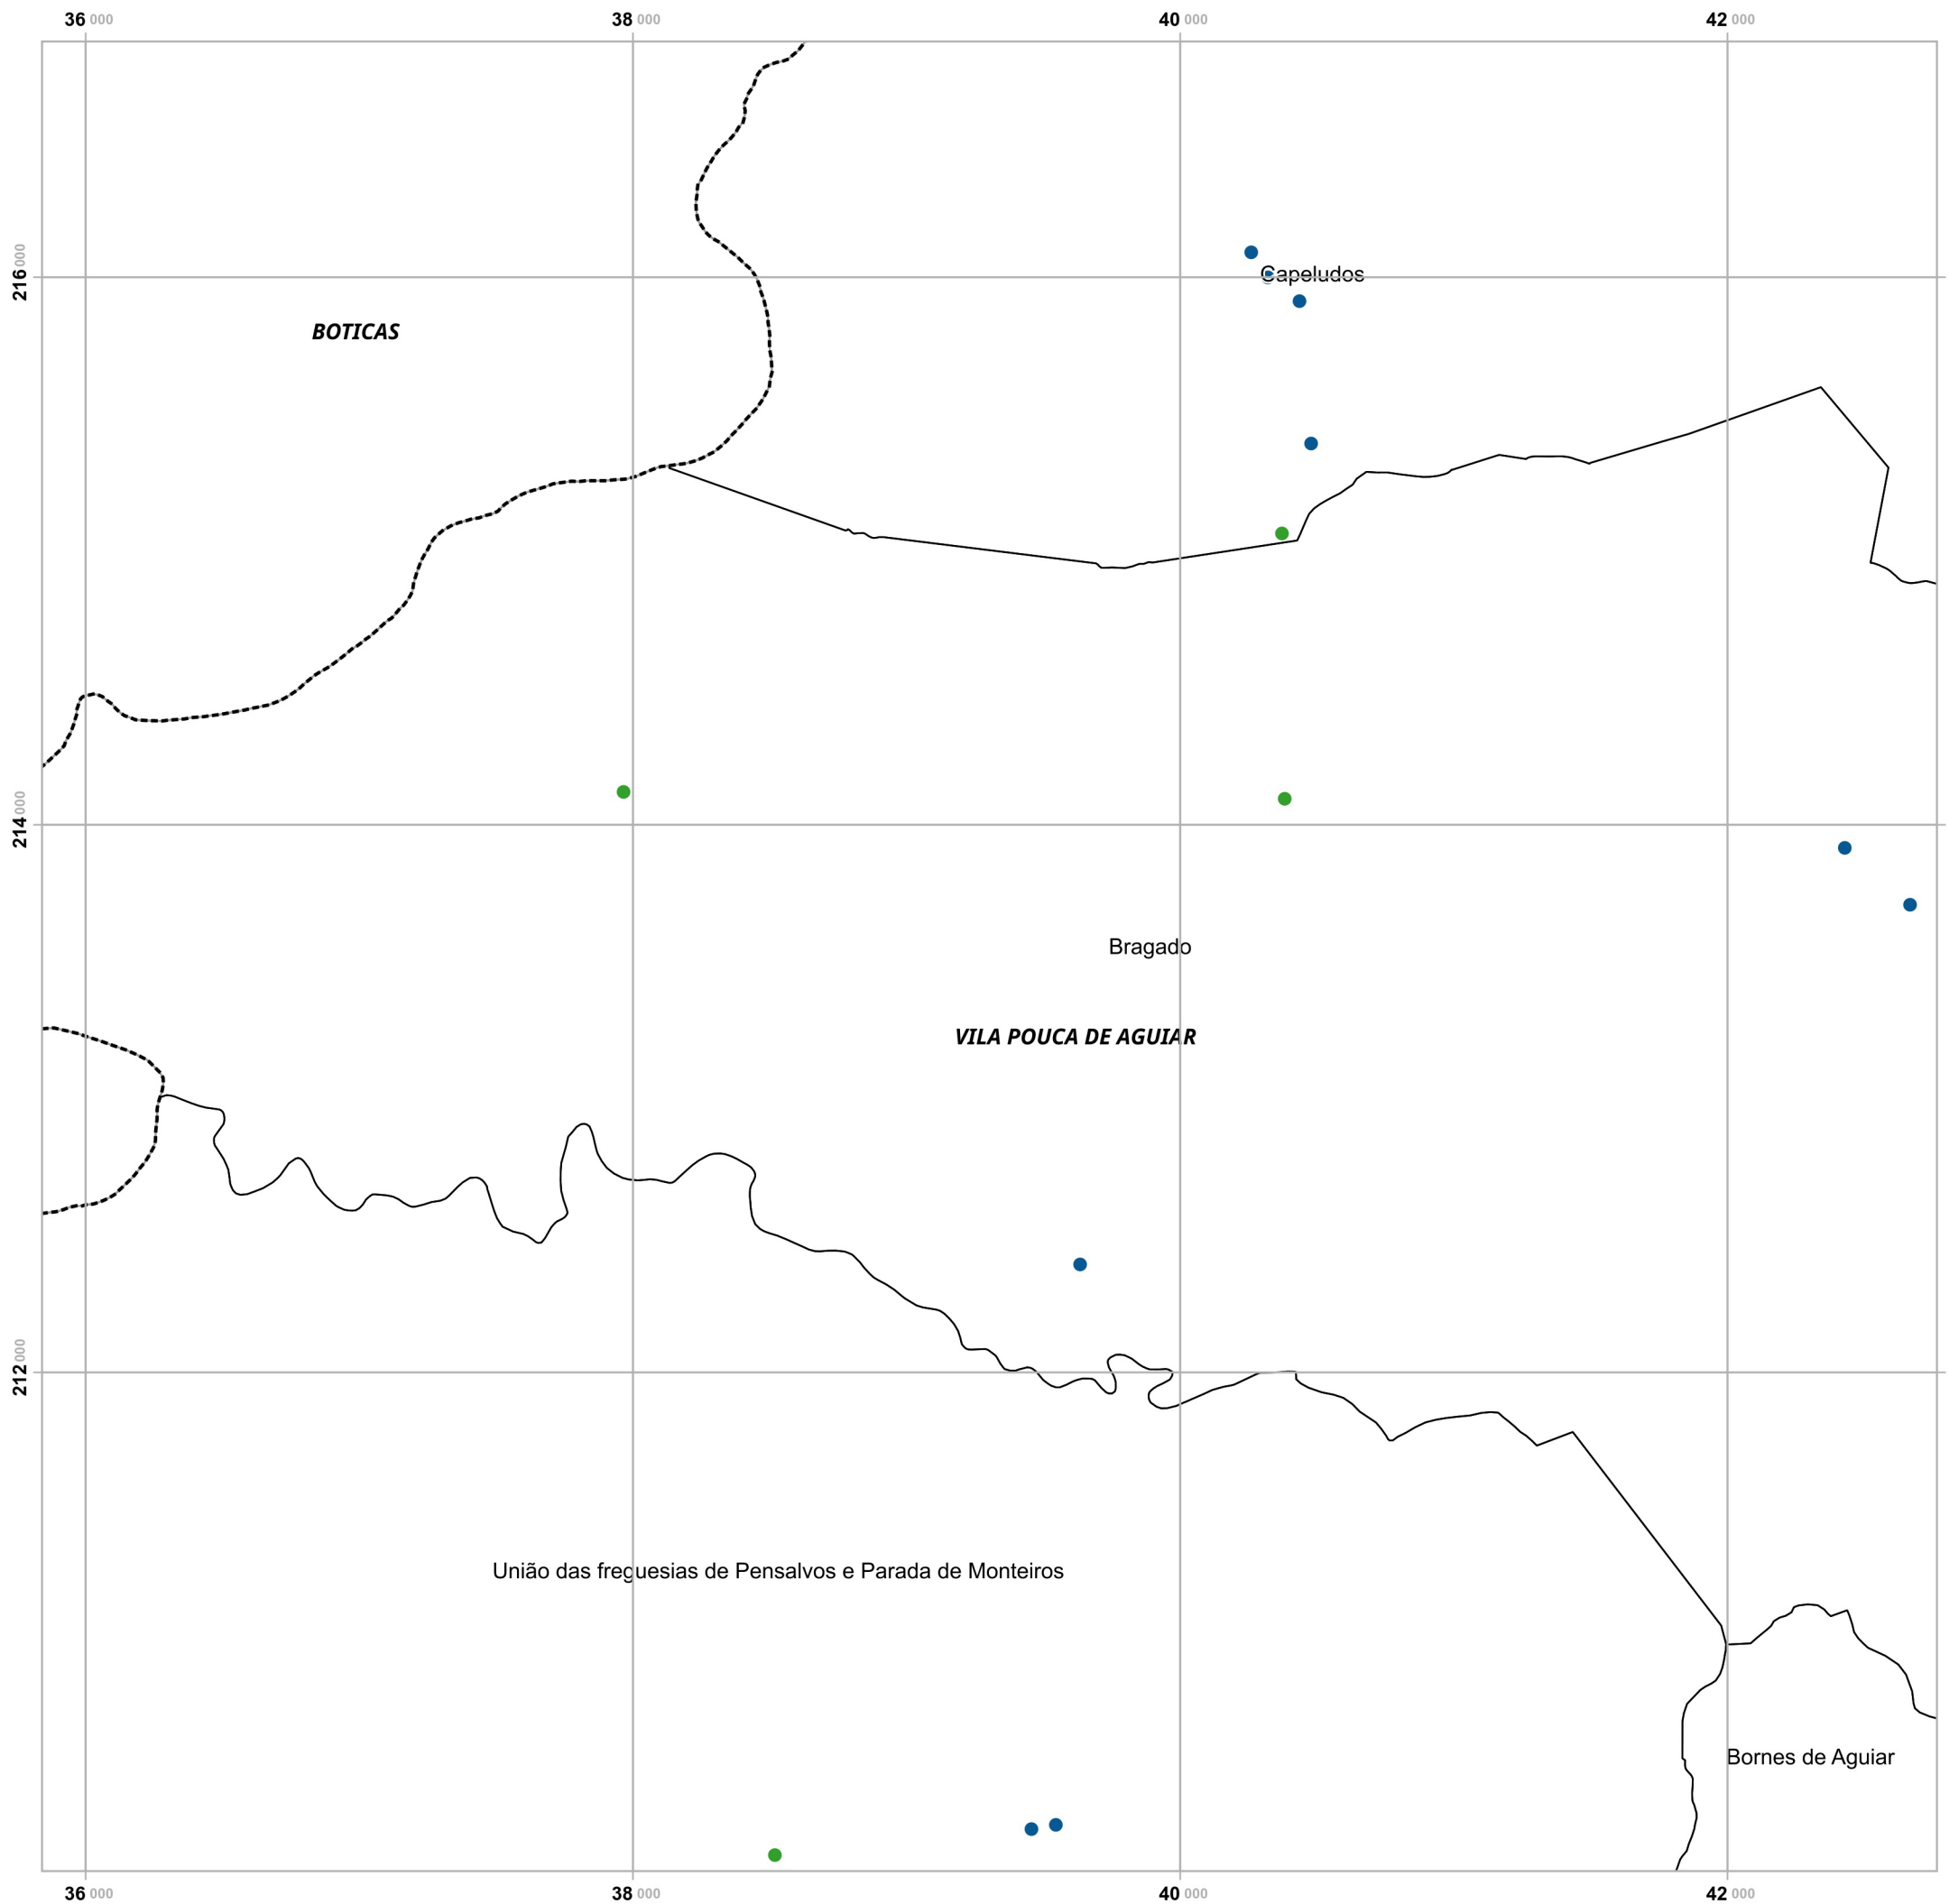 36 000 38 000 40 000 42 000
216 000
Capeludos
BOTICAS
214 000
Bragado
VILA POUCA DE AGUIAR
212 000
União das freguesias de Pensalvos e Parada de Monteiros
Bornes de Aguiar
36 000 38 000 40 000 42 000